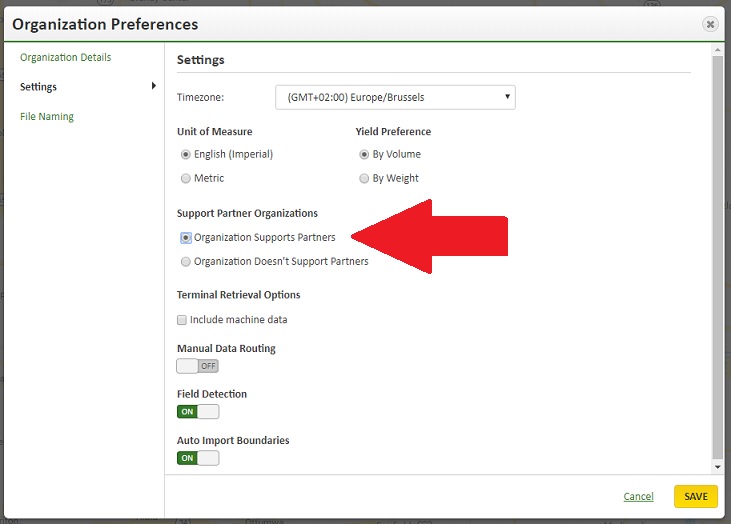 Organization Preferences
Organization Details
Settings
File Naming
Settings
Timezone: (GMT+02:00) Europe/Brussels
Unit of Measure Yield Preference
English (Imperial) By Volume
Metric By Weight
Support Partner Organizations
Organization Supports Partners
Organization Doesn't Support Partners
Terminal Retrieval Options
Include machine data
Manual Data Routing
OFF
Field Detection
ON
Auto Import Boundaries
ON
Cancel SAVE